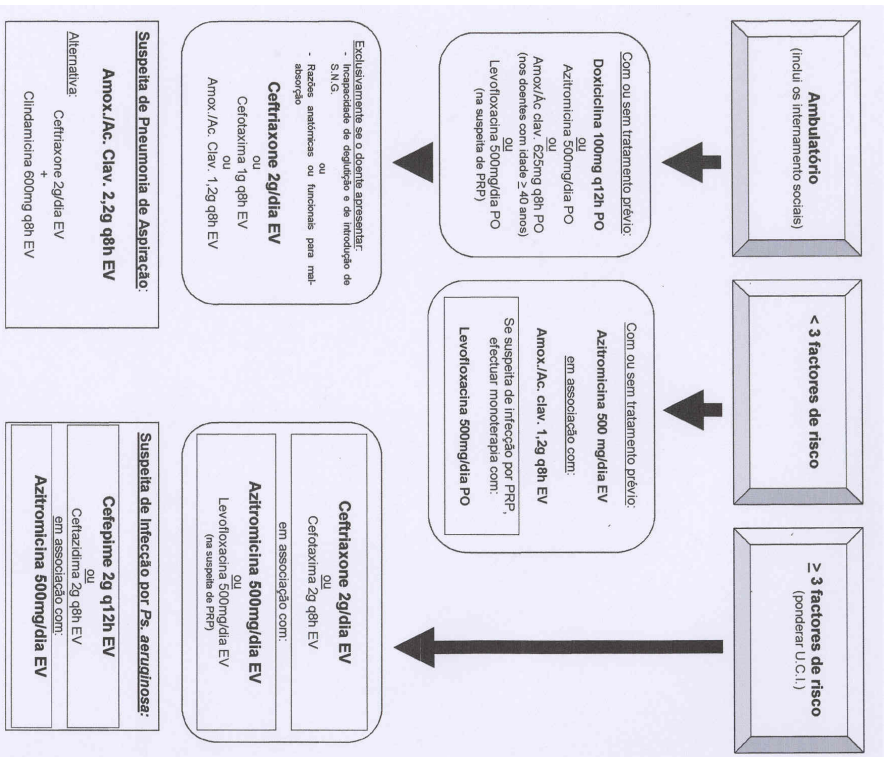 Ambulatório
(inclui os internamento sociais)
< 3 factores de risco
≥ 3 factores de risco
(ponderar U.C.I.)
Com ou sem tratamento prévio:
Doxiciclina 100mg q12h PO
ou
Azitromicina 500mg/dia PO
ou
Amox/Ác clav. 625mg q8h PO
(nos doentes com idade ≥ 40 anos)
ou
Levofloxacina 500mg/dia PO
(na suspeita de PRP)
Com ou sem tratamento prévio:
Azitromicina 500 mg/dia EV
em associação com:
Amox./Ac. clav. 1,2g q8h EV
Se suspeita de infecção por PRP,
efectuar monoterapia com:
Levofloxacina 500mg/dia PO
Exclusivamente se o doente apresentar:
- Incapacidade de deglutição e de introdução de
S.N.G.
ou
- Razões anatómicas ou funcionais para mal-
absorção
Ceftriaxone 2g/dia EV
ou
Cefotaxima 1g q8h EV
ou
Amox./Ac. Clav. 1,2g q8h EV
Ceftriaxone 2g/dia EV
ou
Cefotaxima 2g q8h EV
em associação com:
Azitromicina 500mg/dia EV
ou
Levofloxacina 500mg/dia EV
(na suspeita de PRP)
Suspeita de Pneumonia de Aspiração:
Amox./Ac. Clav. 2,2g q8h EV
Alternativa:
Ceftriaxone 2g/dia EV
+
Clindamicina 600mg q8h EV
Suspeita de Infecção por Ps. aeruginosa:
Cefepime 2g q12h EV
ou
Ceftazidima 2g q8h EV
em associação com:
Azitromicina 500mg/dia EV